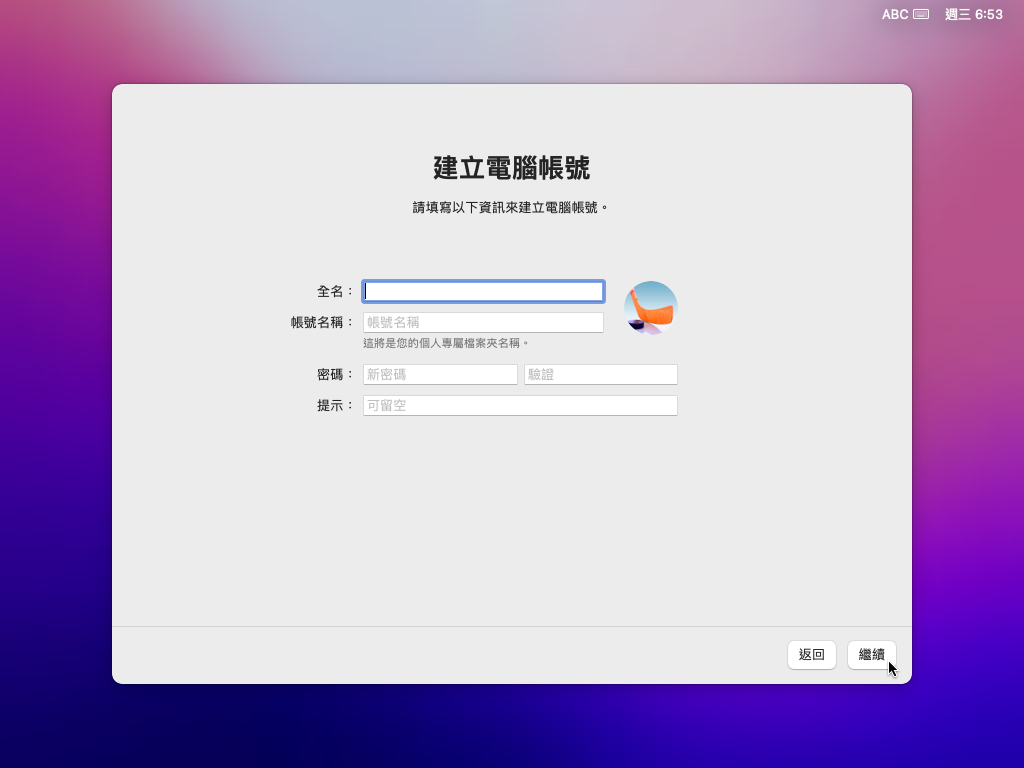 ABC 週三 6:53
建立電腦帳號
請填寫以下資訊來建立電腦帳號。
全名：
帳號名稱： 帳號名稱
這將是您的個人專屬檔案夾名稱。
密碼： 新密碼 驗證
提示： 可留空
返回 繼續